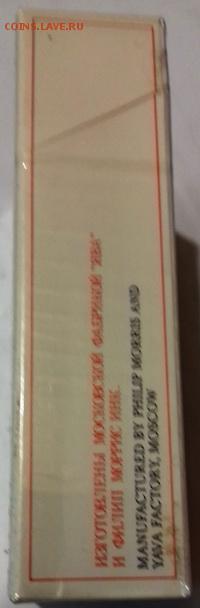 COINS.LAVE.RU
ИЗГОТОВЛЕНЫ МОСКОВСКОЙ ФАБРИКОЙ "ЯВА"
И ФИЛИП МОРРИС ИНК.
MANUFACTURED BY PHILIP MORRIS AND
YAVA FACTORY, MOSCOW